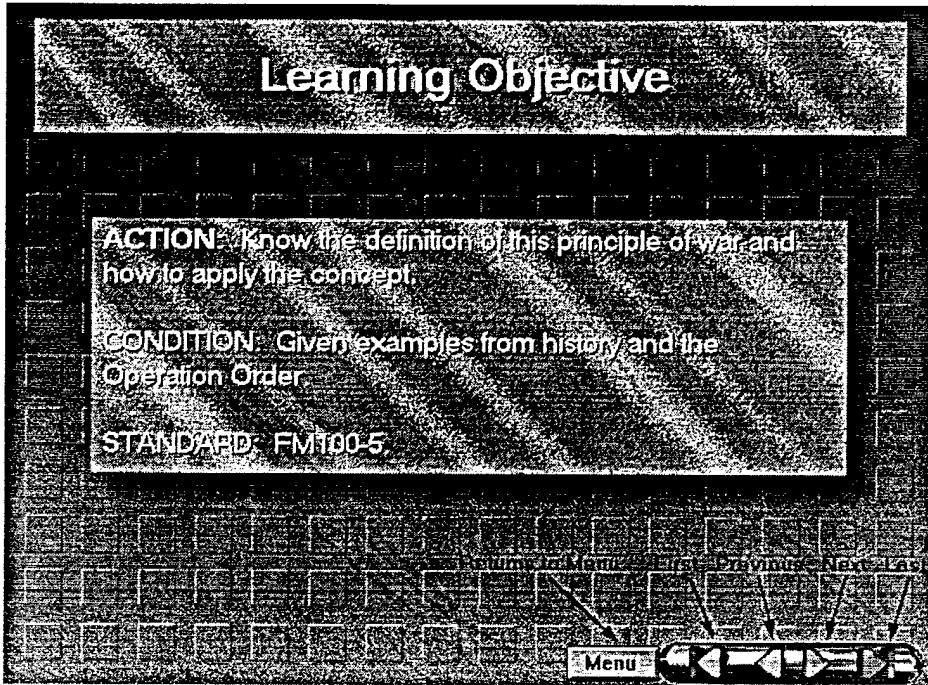 Learning Objective
ACTION: Know the definition of this principle of war and
how to apply the concept.
CONDITION: Given examples from history and the
Operation Order.
STANDARD: FM100-5.
Returns to Menu First Previous Next Last
Menu